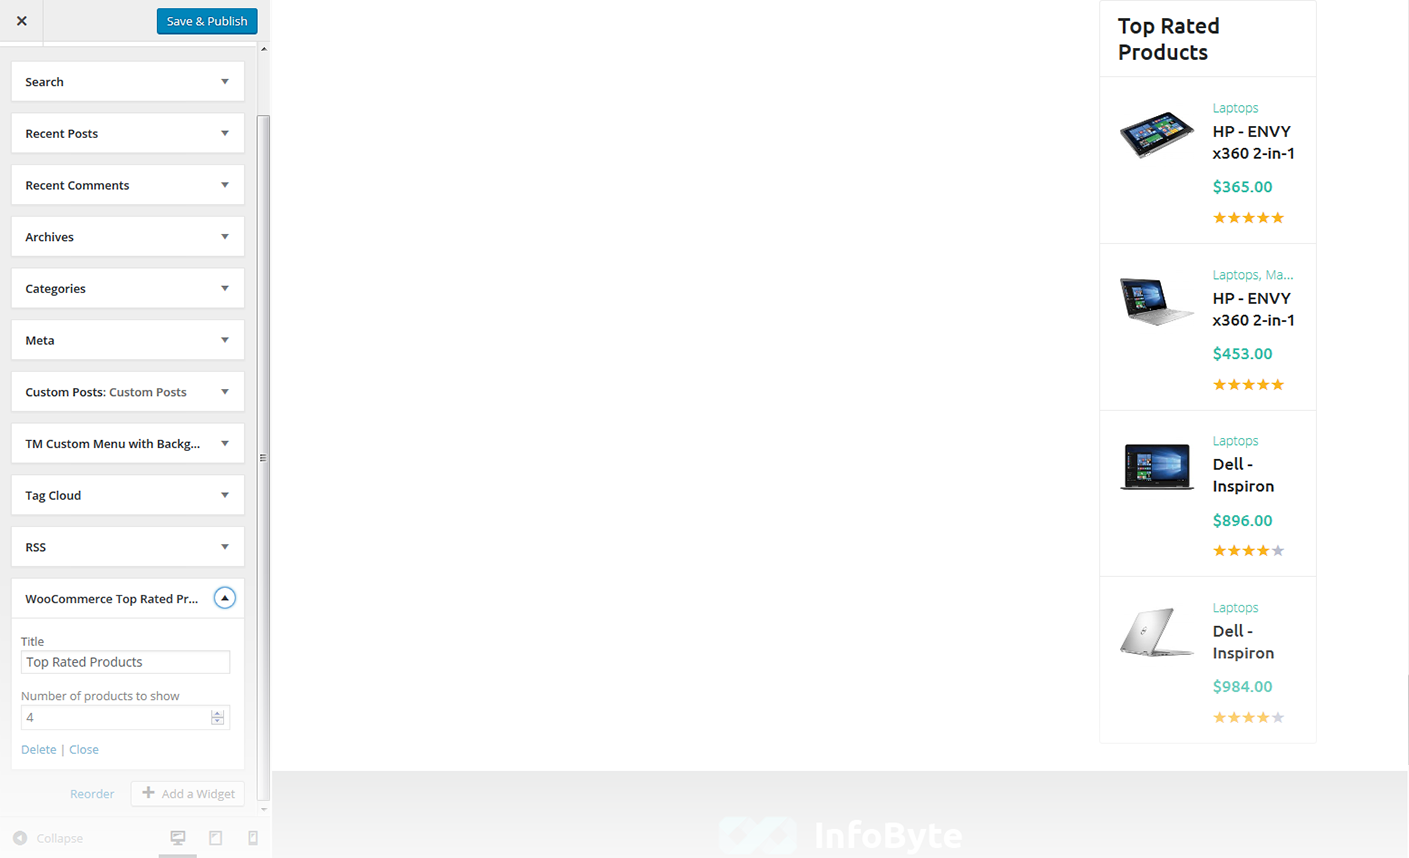 ×
Save & Publish
Search
Recent Posts
Recent Comments
Archives
Categories
Meta
Custom Posts: Custom Posts
TM Custom Menu with Backg...
Tag Cloud
RSS
WooCommerce Top Rated Pr...
Title
Top Rated Products
Number of products to show
4
Delete | Close
Reorder
Add a Widget
Collapse
Top Rated
Products
Laptops
HP - ENVY
x360 2-in-1
$365.00
Laptops, Ma...
HP - ENVY
x360 2-in-1
$453.00
Laptops
Dell -
Inspiron
$896.00
Laptops
Dell -
Inspiron
$984.00
InfoByte